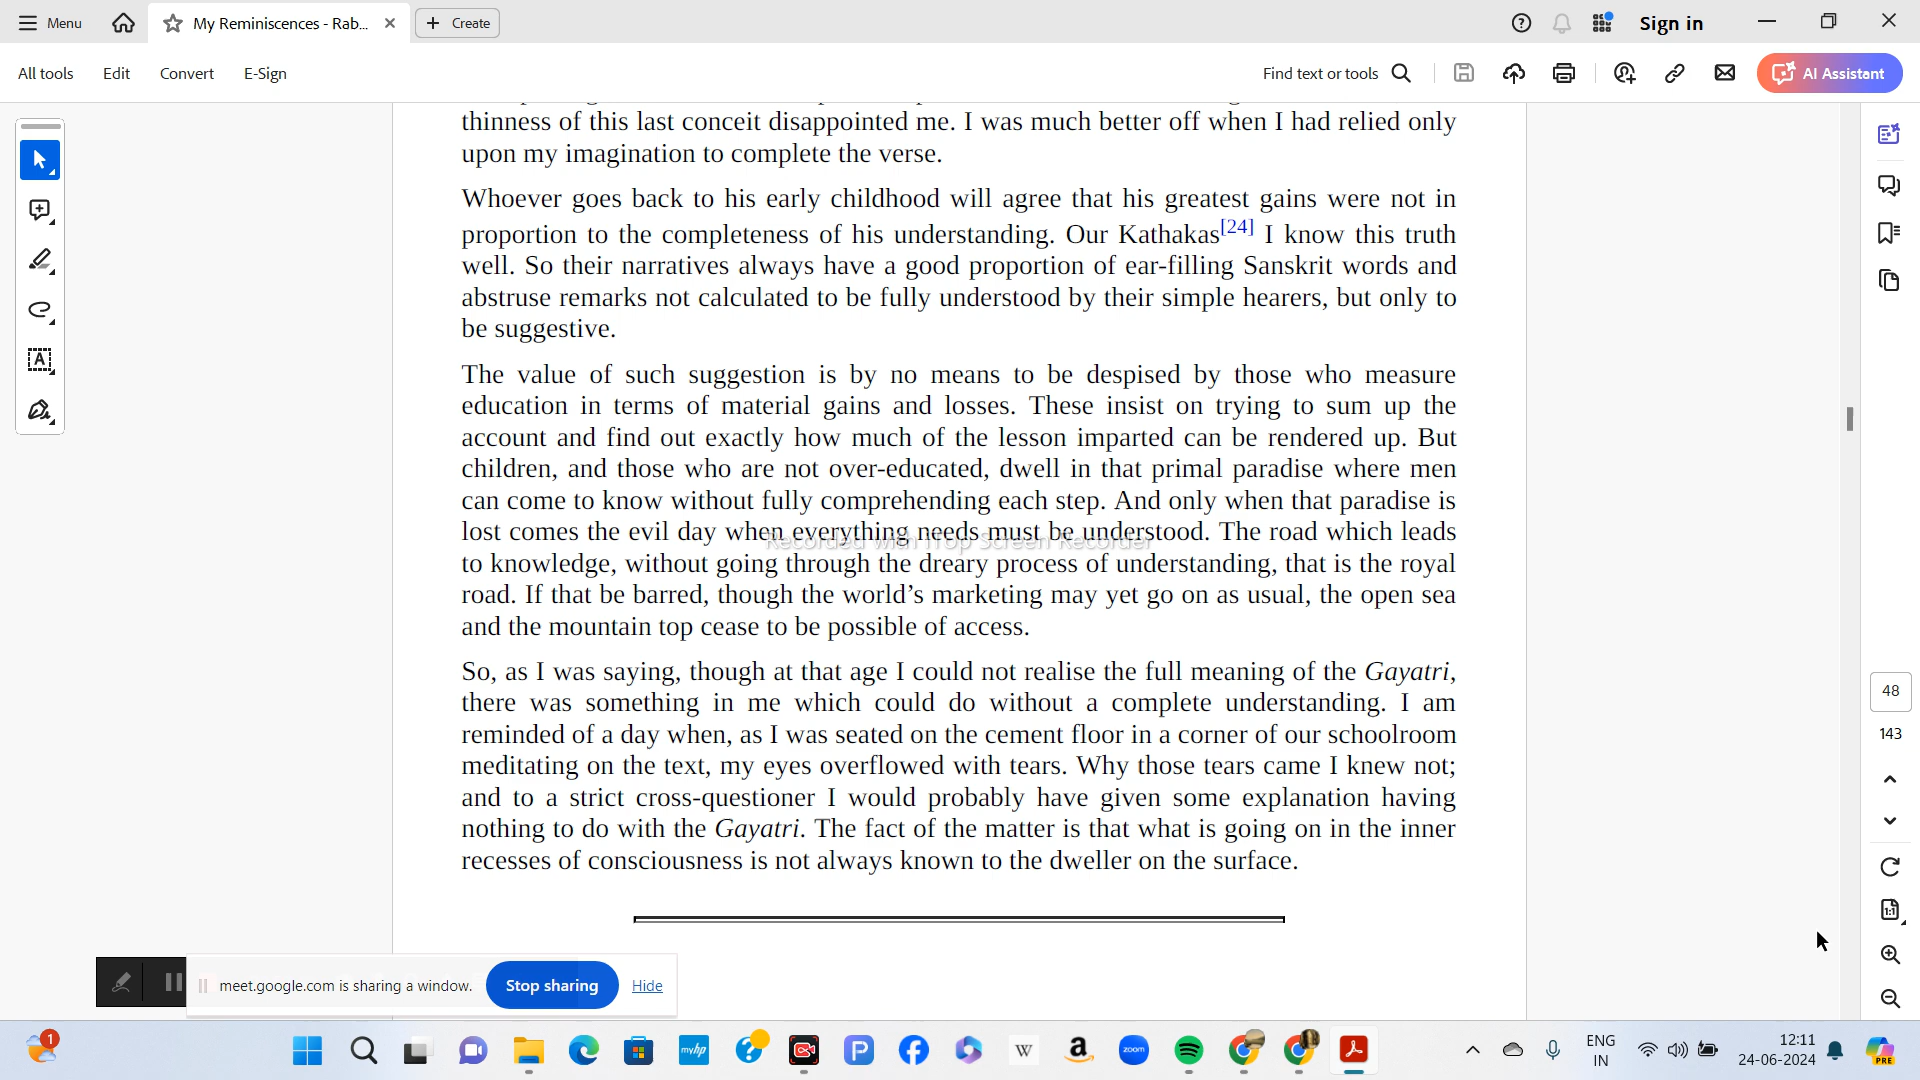 Menu
My Reminiscences - Rab...
Create
Sign in
All tools
Edit
Convert
E-Sign
Find text or tools
AI Assistant
thinness of this last conceit disappointed me. I was much better off when I had relied only
upon my imagination to complete the verse.
Whoever goes back to his early childhood will agree that his greatest gains were not in
proportion to the completeness of his understanding. Our Kathakas[24] I know this truth
well. So their narratives always have a good proportion of ear-filling Sanskrit words and
abstruse remarks not calculated to be fully understood by their simple hearers, but only to
be suggestive.
The value of such suggestion is by no means to be despised by those who measure
education in terms of material gains and losses. These insist on trying to sum up the
account and find out exactly how much of the lesson imparted can be rendered up. But
children, and those who are not over-educated, dwell in that primal paradise where men
can come to know without fully comprehending each step. And only when that paradise is
lost comes the evil day when everything needs must be understood. The road which leads
Recorded with iTop Screen Recorder
to knowledge, without going through the dreary process of understanding, that is the royal
road. If that be barred, though the world’s marketing may yet go on as usual, the open sea
and the mountain top cease to be possible of access.
So, as I was saying, though at that age I could not realise the full meaning of the Gayatri,
there was something in me which could do without a complete understanding. I am
reminded of a day when, as I was seated on the cement floor in a corner of our schoolroom
meditating on the text, my eyes overflowed with tears. Why those tears came I knew not;
and to a strict cross-questioner I would probably have given some explanation having
nothing to do with the Gayatri. The fact of the matter is that what is going on in the inner
recesses of consciousness is not always known to the dweller on the surface.
48
143
meet.google.com is sharing a window.
Stop sharing
Hide
1
myhp
P
W
a
zoom
ENG
IN
12:11
24-06-2024
PRE